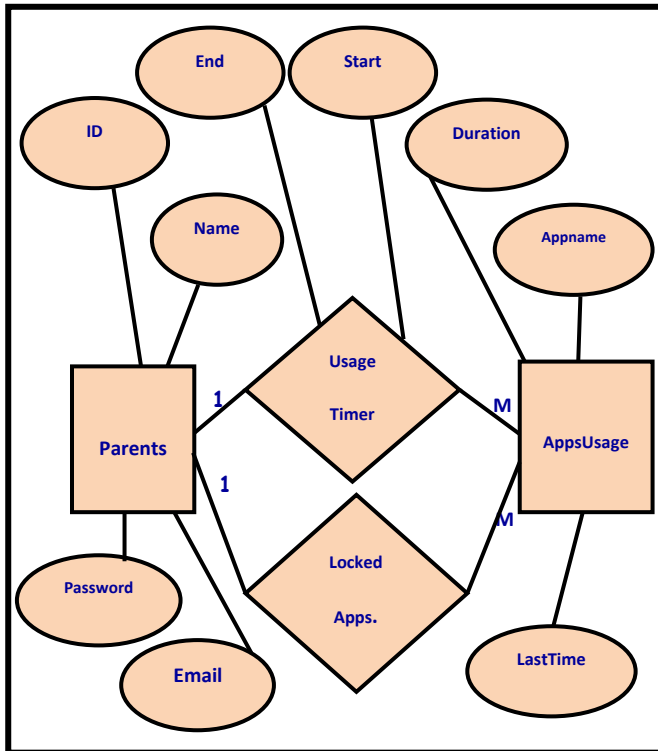 End
Start
ID
Duration
Name
Appname
Usage
Timer
1
M
Parents
AppsUsage
1
M
Locked
Apps.
Password
Email
LastTime